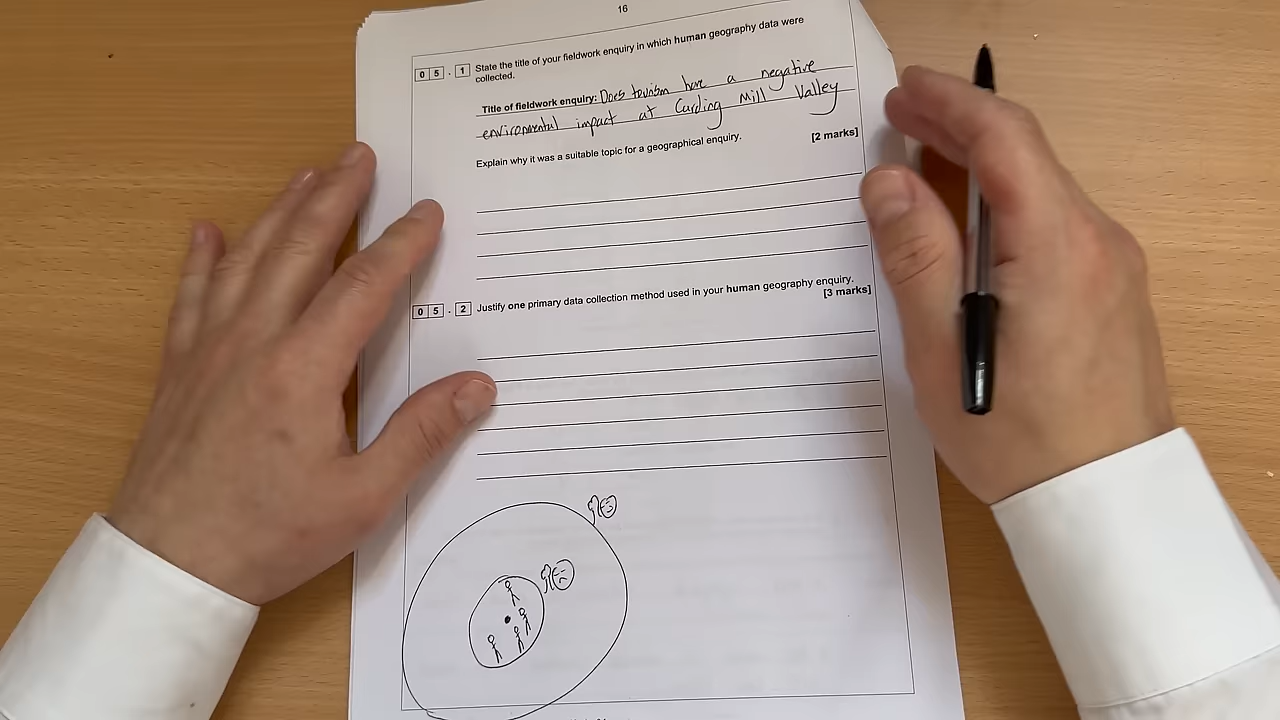 16
0 5 . 1 State the title of your fieldwork enquiry in which human geography data were
collected.
Title of fieldwork enquiry: Does tourism have a negative
environmental impact at Carding Mill Valley
Explain why it was a suitable topic for a geographical enquiry.
[2 marks]
0 5 . 2 Justify one primary data collection method used in your human geography enquiry.
[3 marks]